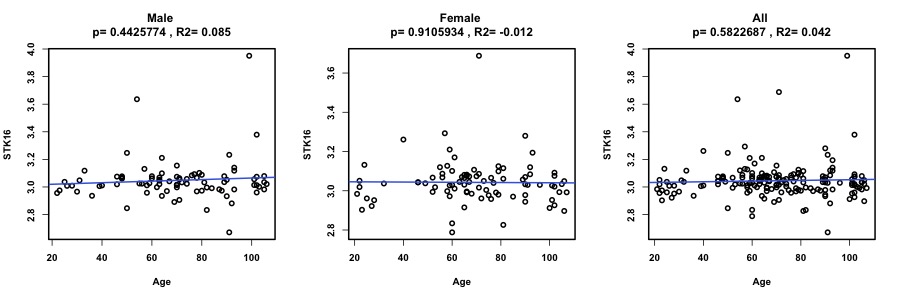 Male
p= 0.4425774 , R2= 0.085
STK16
4.0
3.8
3.6
3.4
3.2
3.0
2.8
20 40 60 80 100
Age
Female
p= 0.9105934 , R2= -0.012
STK16
3.6
3.4
3.2
3.0
2.8
20 40 60 80 100
Age
All
p= 0.5822687 , R2= 0.042
STK16
4.0
3.8
3.6
3.4
3.2
3.0
2.8
20 40 60 80 100
Age